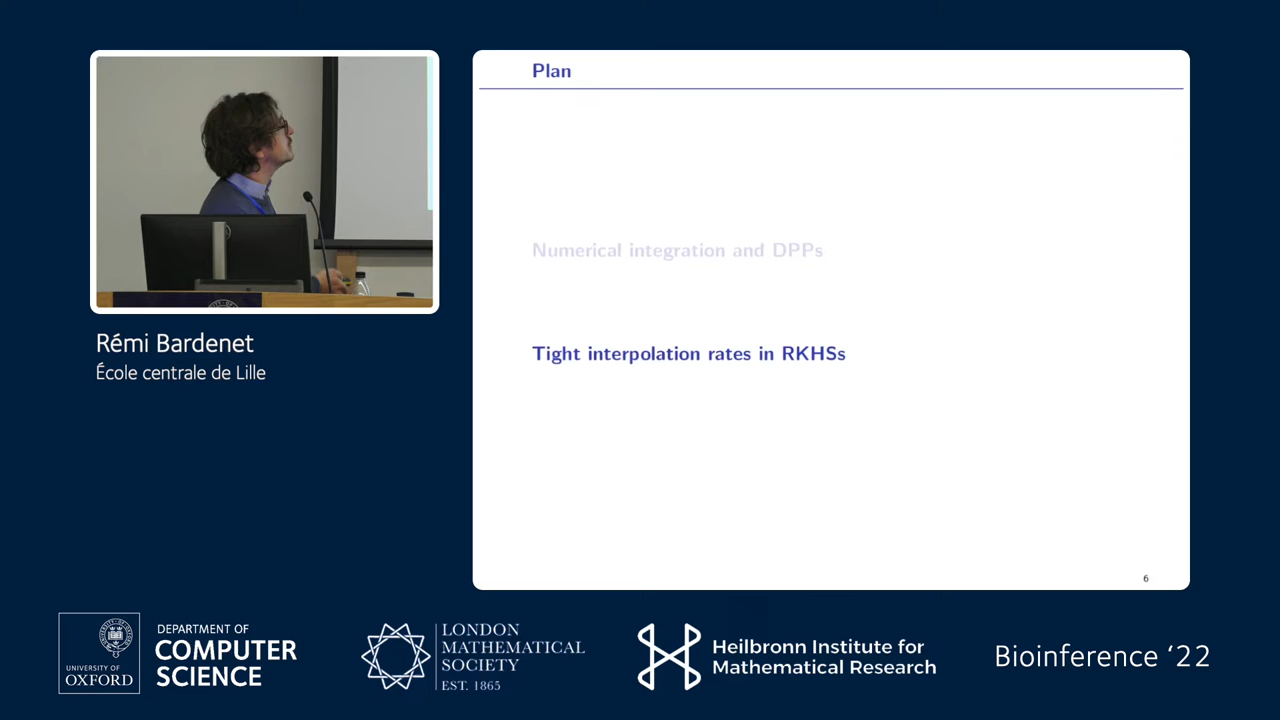 Plan
Numerical integration and DPPs
Tight interpolation rates in RKHSs
6
Rémi Bardenet
École centrale de Lille
UNIVERSITY OF
OXFORD
DEPARTMENT OF
COMPUTER
SCIENCE
LONDON
MATHEMATICAL
SOCIETY
EST. 1865
Heilbronn Institute for
Mathematical Research
Bioinference ‘22